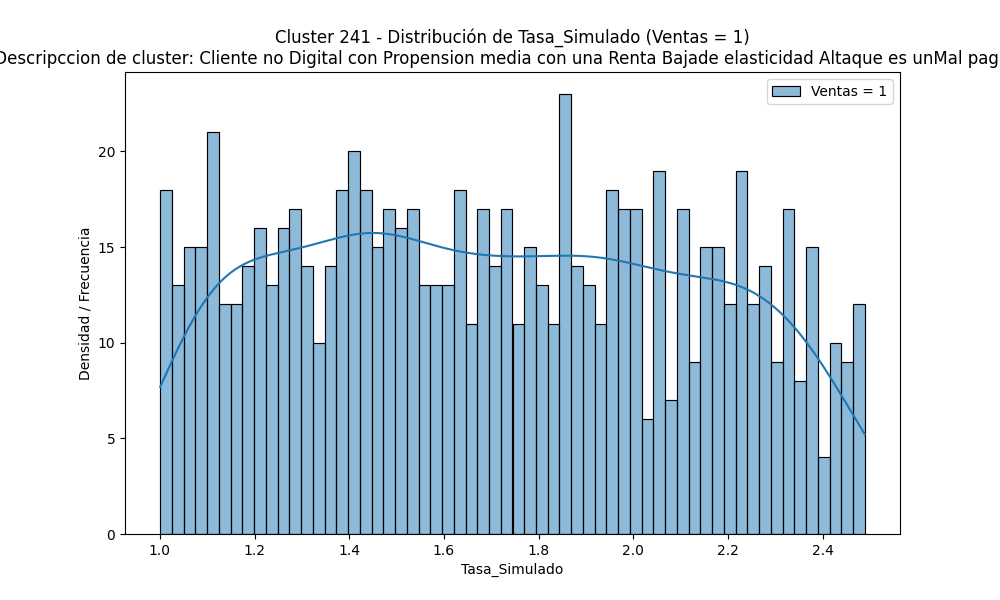 Cluster 241 - Distribución de Tasa_Simulado (Ventas = 1)
Descripccion de cluster: Cliente no Digital con Propension media con una Renta Bajade elasticidad Altaque es unMal pag
Ventas = 1
Densidad / Frecuencia
20
15
10
5
0
1.0 1.2 1.4 1.6 1.8 2.0 2.2 2.4
Tasa_Simulado